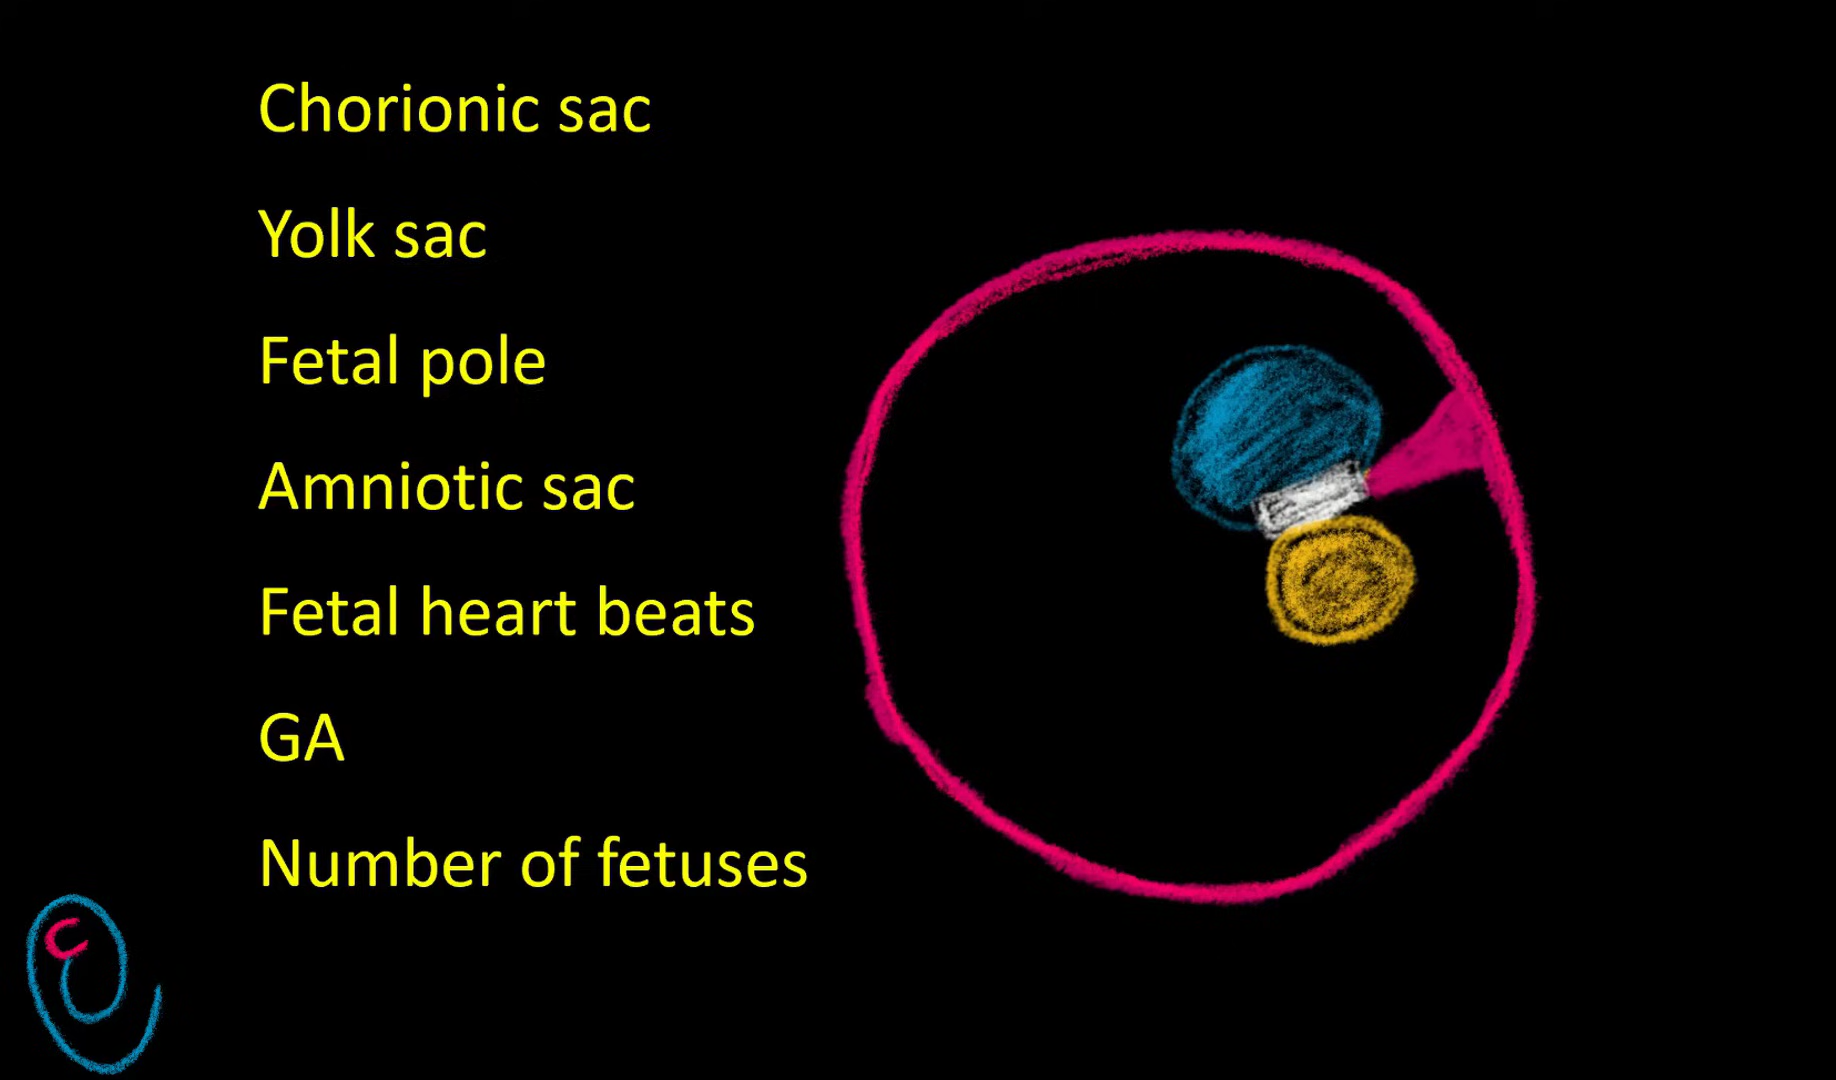 Chorionic sac
Yolk sac
Fetal pole
Amniotic sac
Fetal heart beats
GA
Number of fetuses